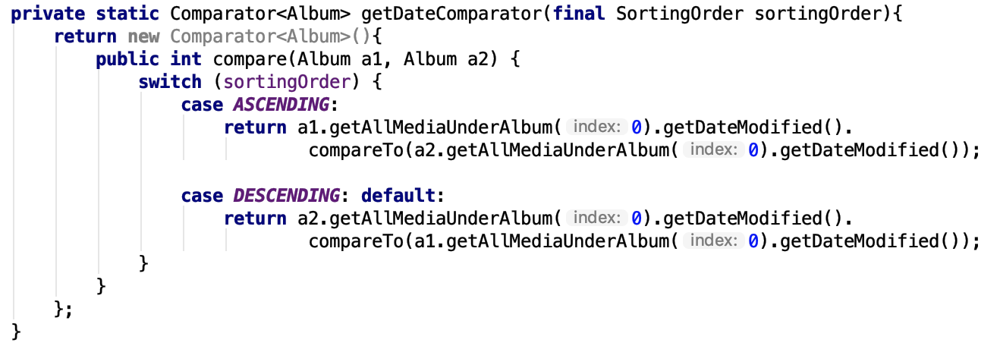 private static Comparator<Album> getDateComparator(final SortingOrder sortingOrder){
return new Comparator<Album>(){
public int compare(Album a1, Album a2) {
switch (sortingOrder) {
case ASCENDING:
return a1.getAllMediaUnderAlbum( index: 0).getDateModified().
compareTo(a2.getAllMediaUnderAlbum( index: 0).getDateModified());
case DESCENDING: default:
return a2.getAllMediaUnderAlbum( index: 0).getDateModified().
compareTo(a1.getAllMediaUnderAlbum( index: 0).getDateModified());
}
}
};
}